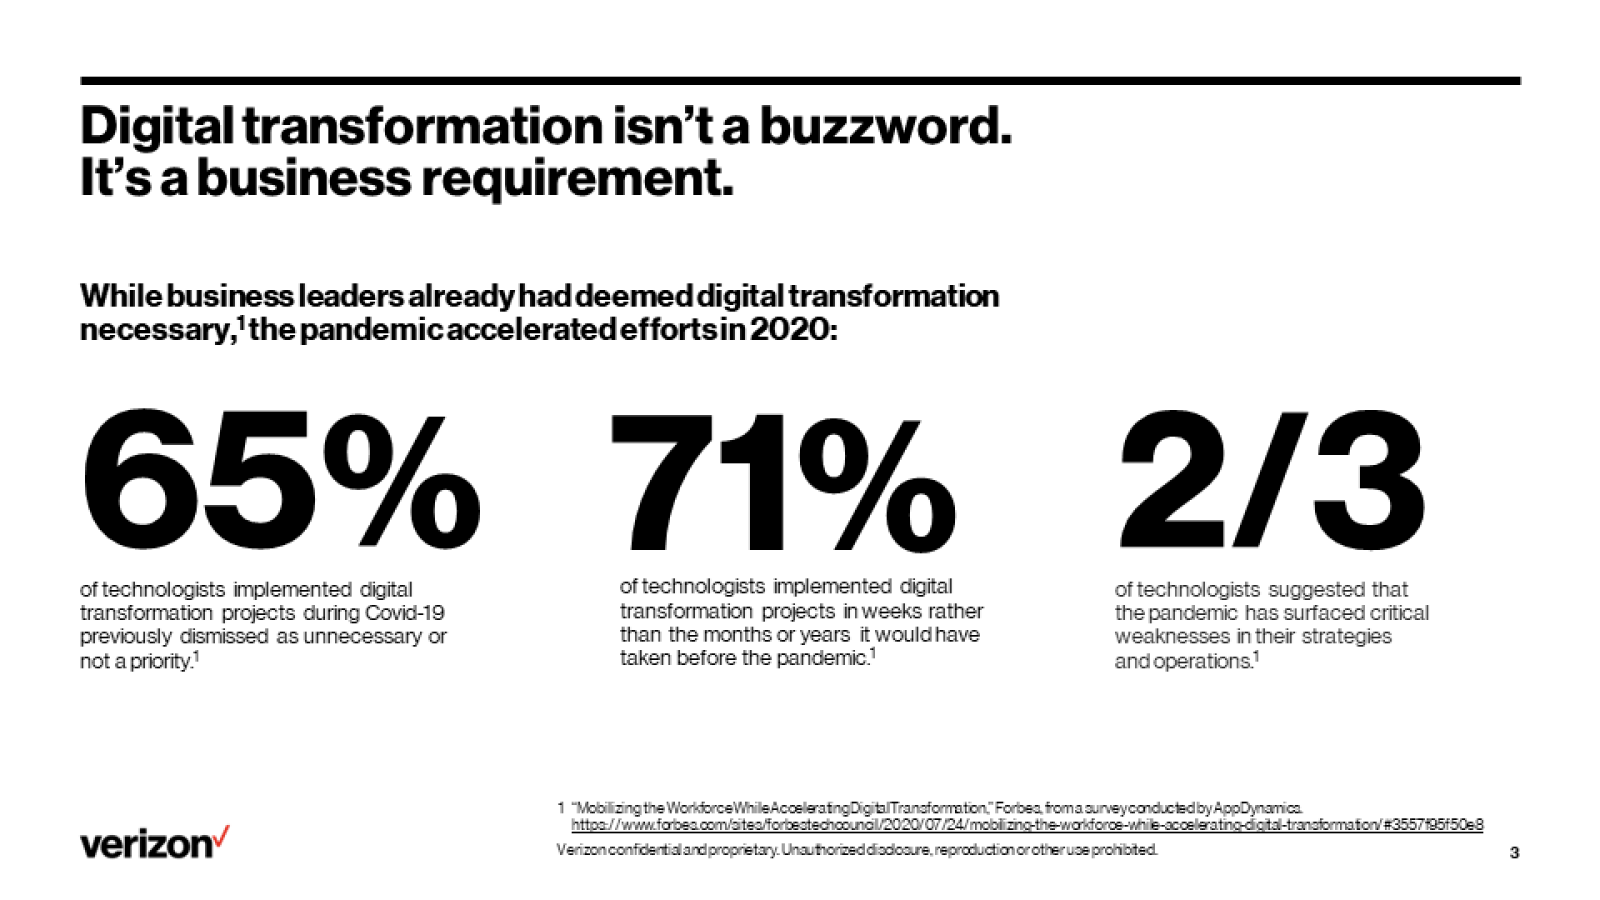 Digital transformation isn’t a buzzword.
It’s a business requirement.
While business leaders already had deemed digital transformation
necessary,1 the pandemic accelerated efforts in 2020:
65%
of technologists implemented digital
transformation projects during Covid-19
previously dismissed as unnecessary or
not a priority.1
71%
of technologists implemented digital
transformation projects in weeks rather
than the months or years it would have
taken before the pandemic.1
2/3
of technologists suggested that
the pandemic has surfaced critical
weaknesses in their strategies
and operations.1
1 “Mobilizing the Workforce While Accelerating Digital Transformation,” Forbes, from a survey conducted by AppDynamics.
https://www.forbes.com/sites/forbestechcouncil/2020/07/24/mobilizing-the-workforce-while-accelerating-digital-transformation/#3557f95f50e8
Verizon confidential and proprietary. Unauthorized disclosure, reproduction or other use prohibited.
verizon
3